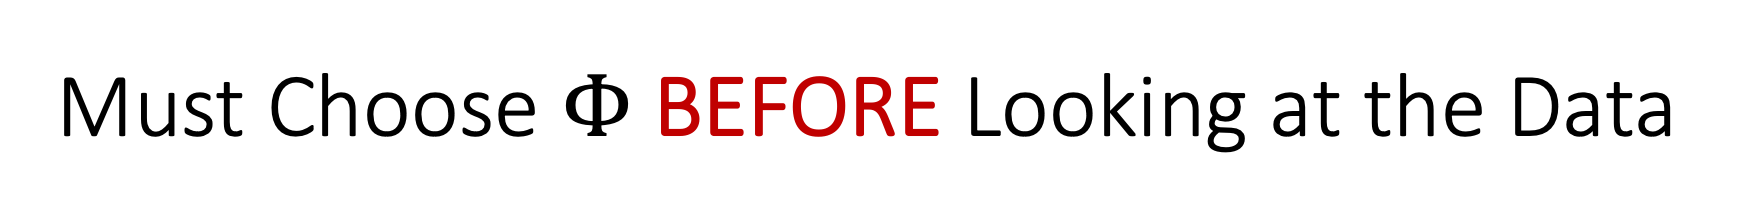 Must Choose Φ BEFORE Looking at the Data